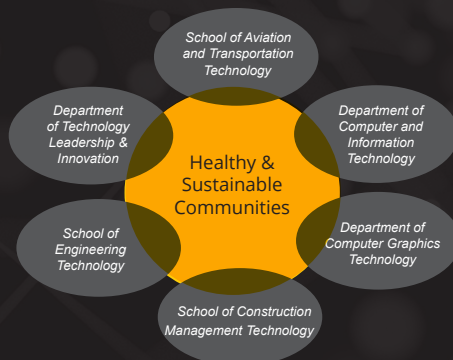 School of Aviation
and Transportation
Technology
Department
of Technology
Leadership &
Innovation
Department of
Computer and
Information
Technology
Healthy &
Sustainable
Communities
School of
Engineering
Technology
Department of
Computer Graphics
Technology
School of Construction
Management Technology